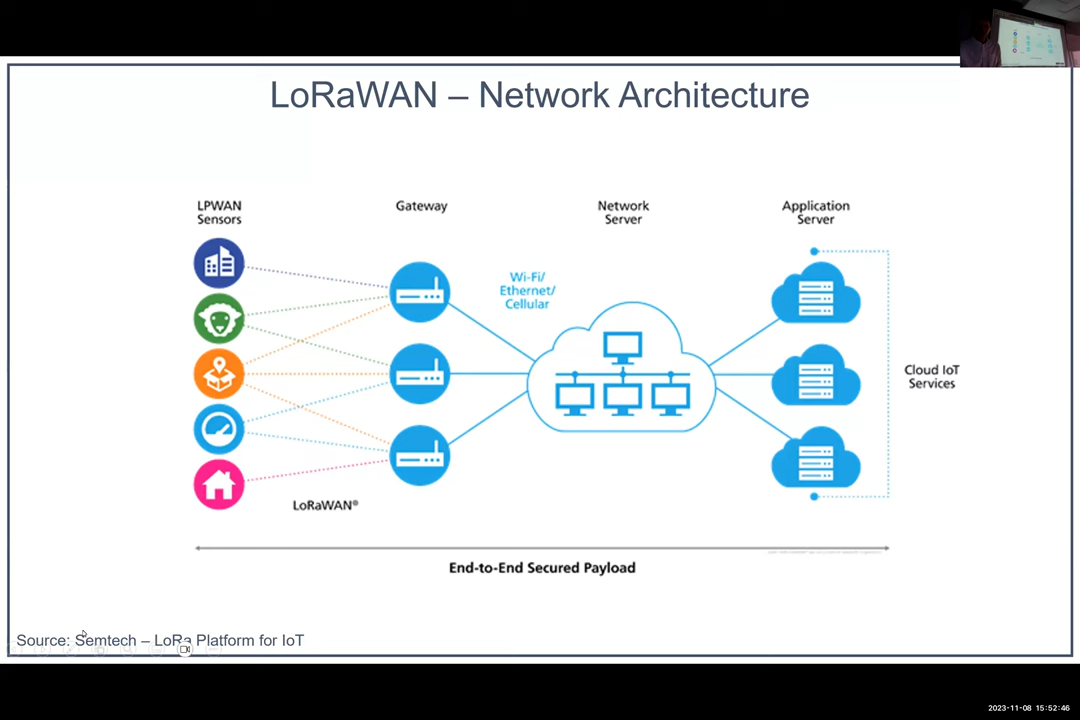 LoRaWAN – Network Architecture
LPWAN
Sensors
Gateway
Network
Server
Application
Server
Wi-Fi/
Ethernet/
Cellular
Cloud IoT
Services
LoRaWAN®
End-to-End Secured Payload
Source: Semtech – LoRa Platform for IoT
2023-11-08 15:52:46